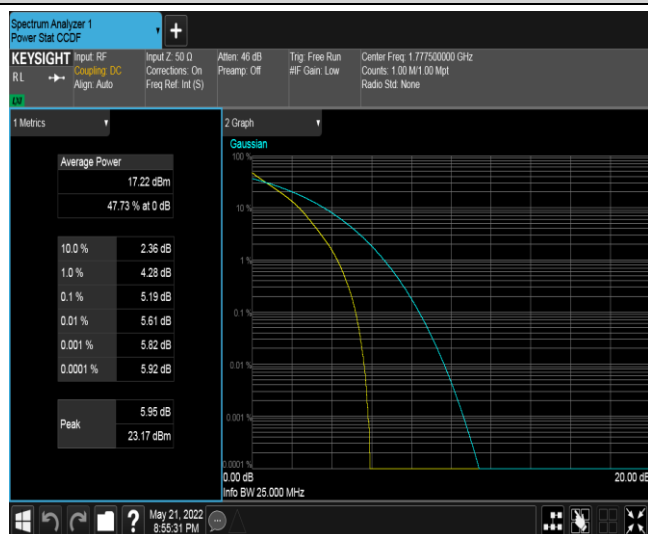 Spectrum Analyzer 1
Power Stat CCDF
+
KEYSIGHT Input: RF Input Z: 50 Ω Atten: 46 dB Trig: Free Run Center Freq: 1.777500000 GHz
RL Coupling: DC Corrections: On Preamp: Off #IF Gain: Low Counts: 1.00 M/1.00 Mpt
Align: Auto Freq Ref: Int (S) Radio Std: None
LXI
1 Metrics
Average Power
17.22 dBm
47.73 % at 0 dB
10.0 % 2.36 dB
1.0 % 4.28 dB
0.1 % 5.19 dB
0.01 % 5.61 dB
0.001 % 5.82 dB
0.0001 % 5.92 dB
Peak 5.95 dB
23.17 dBm
2 Graph
Gaussian
100 %
10 %
1 %
0.1 %
0.01 %
0.001 %
0.0001 %
0.00 dB 20.00 dB
Info BW 25.000 MHz
? May 21, 2022
8:55:31 PM